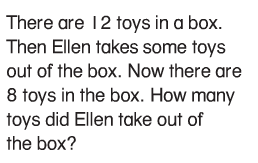 There are 12 toys in a box.
Then Ellen takes some toys
out of the box. Now there are
8 toys in the box. How many
toys did Ellen take out of
the box?